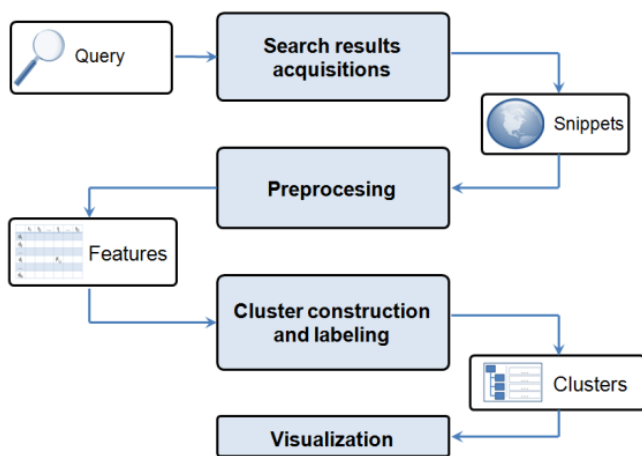 Query
Search results
acquisitions
Snippets
Preprocesing
Features
Cluster construction
and labeling
Clusters
Visualization